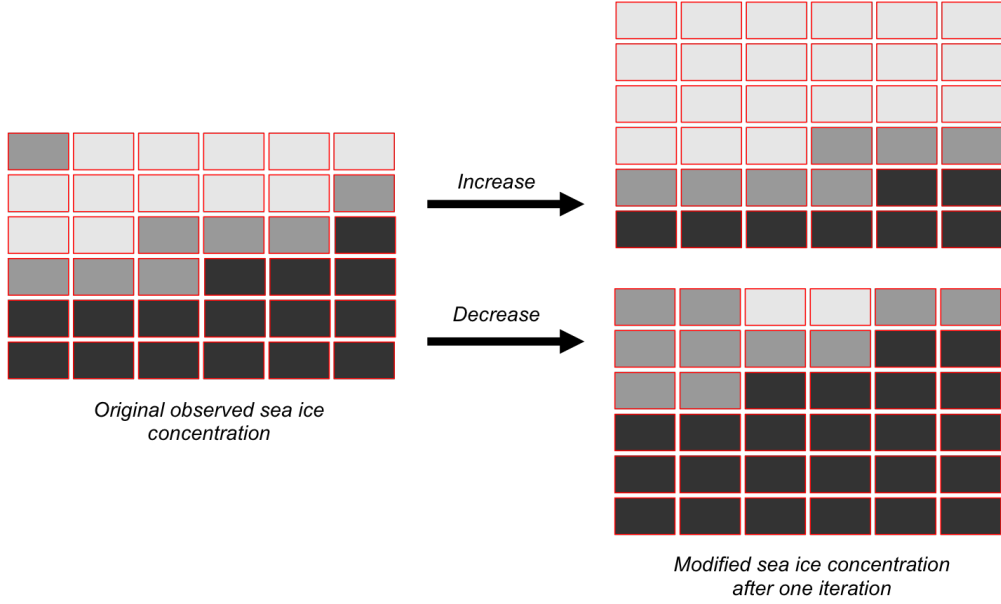 Increase
Decrease
Original observed sea ice
concentration
Modified sea ice concentration
after one iteration